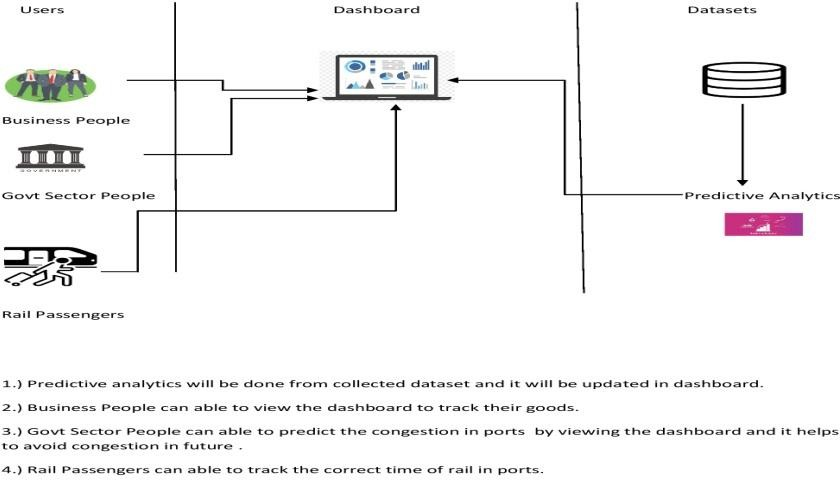 Users
Dashboard
Datasets
Business People
GOVERNMENT
Govt Sector People
Predictive Analytics
Rail Passengers
1.) Predictive analytics will be done from collected dataset and it will be updated in dashboard.
2.) Business People can able to view the dashboard to track their goods.
3.) Govt Sector People can able to predict the congestion in ports by viewing the dashboard and it helps
to avoid congestion in future .
4.) Rail Passengers can able to track the correct time of rail in ports.